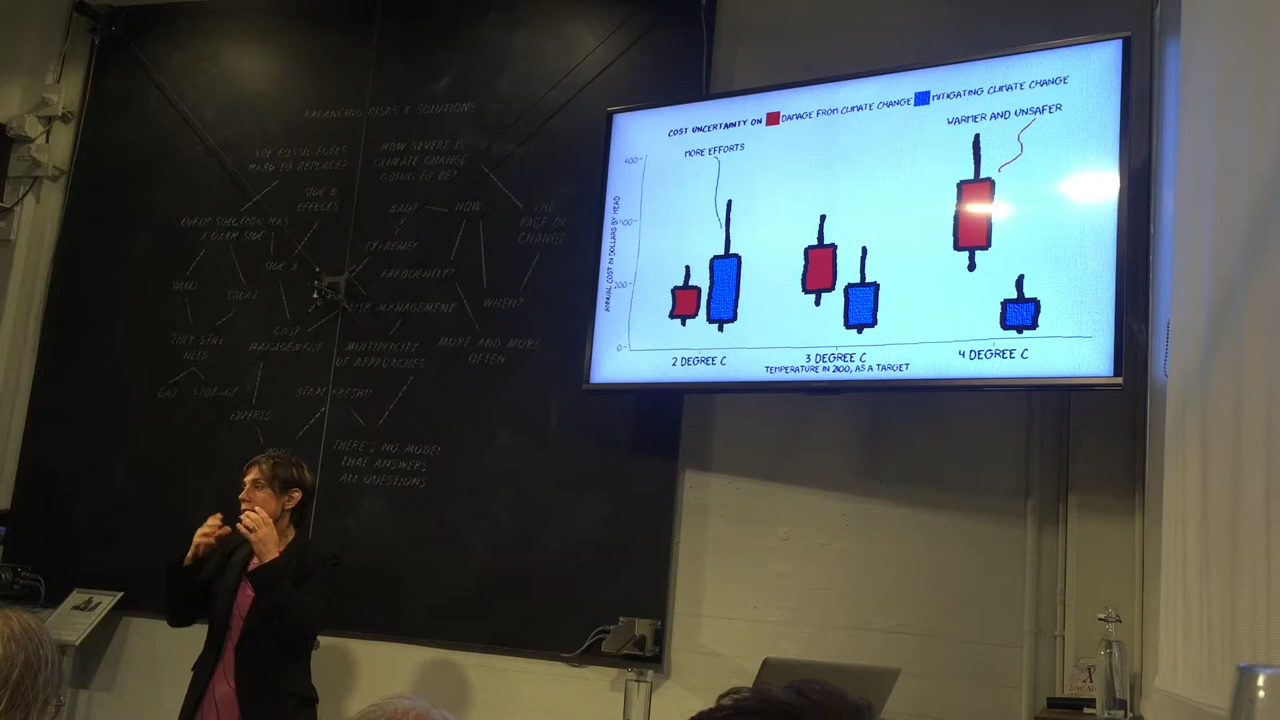 BALANCING RISKS & SOLUTIONS
ARE FOSSIL FUELS
HARD TO REPLACE?
HOW SEVERE IS
CLIMATE CHANGE
GOING TO BE?
SIDE B
EFFECTS
EVERY SOLUTION HAS
A DARK SIDE
BAD?
HOW
THE
PACE OF
CHANGE
EXTREME?
SIDE A
FREQUENTLY?
WIND
SOLAR
RISK MANAGEMENT
WHEN?
COST
MANAGEMENT
THEY STILL
NEED
MULTIPLICITY
OF APPROACHES
MORE AND MORE
OFTEN
GAS
STORAGE
EXPERTS
THERE'S NO MODEL
THAT ANSWERS
ALL QUESTIONS
COST UNCERTAINTY ON DAMAGE FROM CLIMATE CHANGE MITIGATING CLIMATE CHANGE
MORE EFFORTS
WARMER AND UNSAFER
ANNUAL COST IN DOLLARS BY HEAD
600
400
200
0
2 DEGREE C
3 DEGREE C
4 DEGREE C
TEMPERATURE IN 2100, AS A TARGET